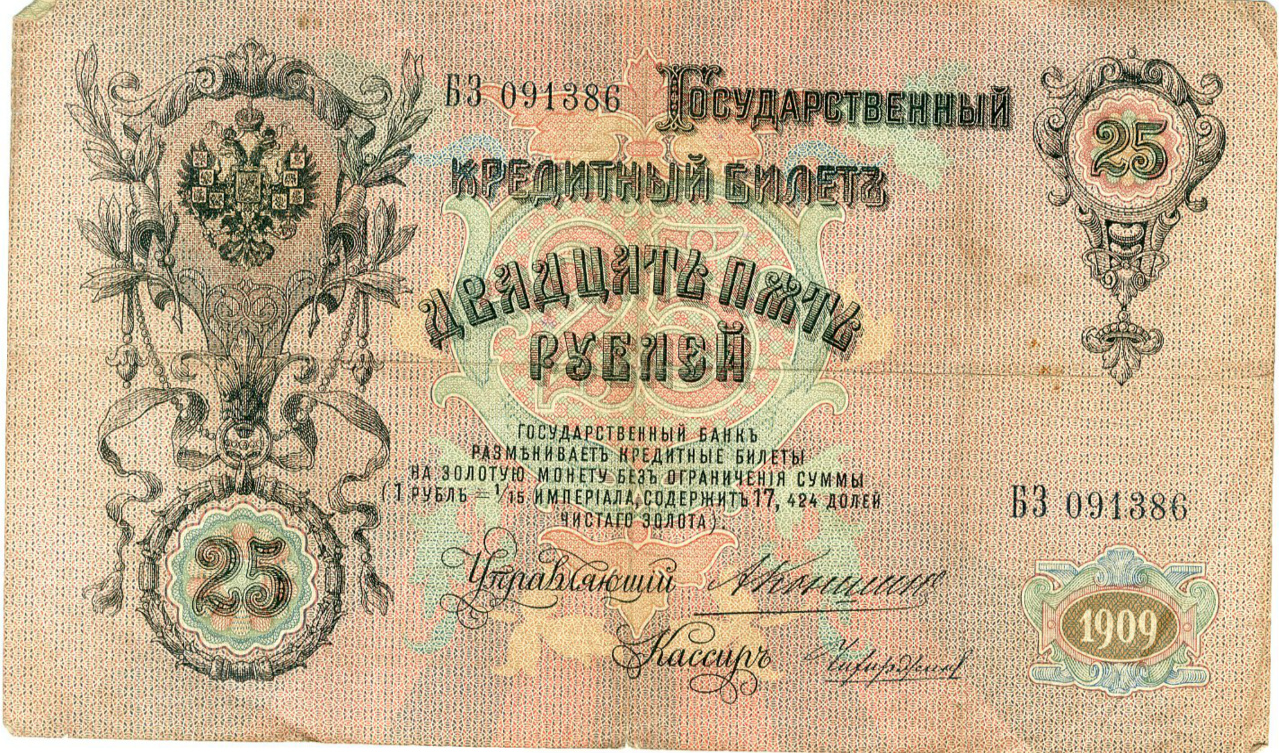 БЗ 091386
ГОСУДАРСТВЕННЫЙ
КРЕДИТНЫЙ БИЛЕТЪ
25
ДВАДЦАТЬ ПЯТЬ
РУБЛЕЙ
25
ГОСУДАРСТВЕННЫЙ БАНКЪ
РАЗМѢНИВАЕТЪ КРЕДИТНЫЕ БИЛЕТЫ
НА ЗОЛОТУЮ МОНЕТУ БЕЗЪ ОГРАНИЧЕНІЯ СУММЫ
(1 РУБЛЬ = 1/15 ИМПЕРІАЛА, СОДЕРЖИТЪ 17, 424 ДОЛЕЙ
ЧИСТАГО ЗОЛОТА)
БЗ 091386
25
Управляющій
Кассиръ
1909